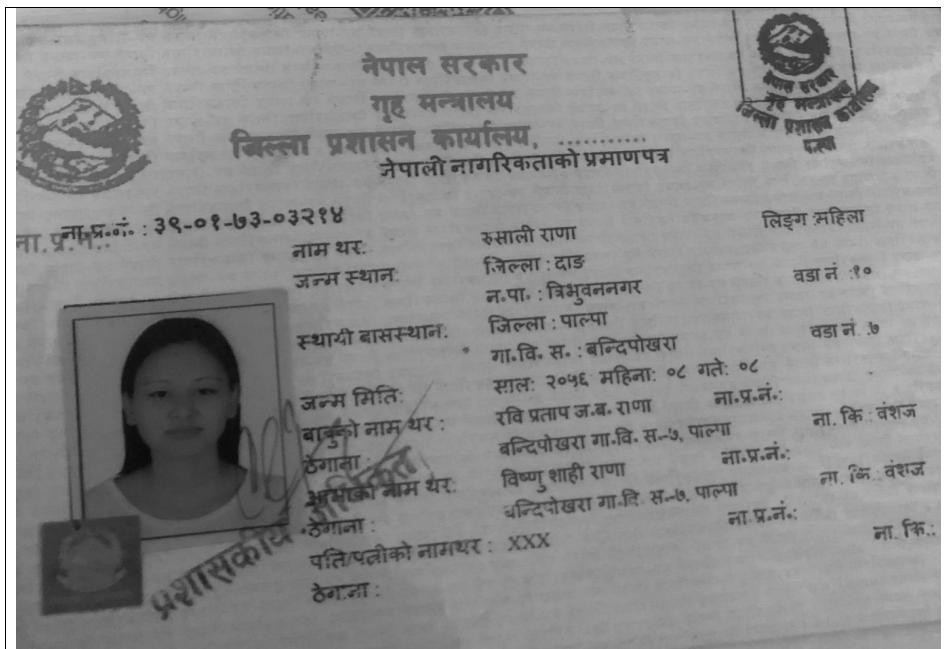 नेपाल सरकार
गृह मन्त्रालय
जिल्ला प्रशासन कार्यालय, ..........
नेपाली नागरिकताको प्रमाणपत्र
नेपाल सरकार
गृह मन्त्रालय
जिल्ला प्रशासन कार्यालय
पाल्पा
ना.प्र.नं.:
ना.प्र.नं. : ३९-०१-७३-०३२१४
नाम थर: रुसाली राणा लिङ्ग :महिला
जन्म स्थान: जिल्ला : दाङ
न.पा. : त्रिभुवननगर वडा नं :१०
स्थायी बासस्थान: जिल्ला : पाल्पा
गा.वि. स. : बन्दिपोखरा वडा नं .७
जन्म मिति: साल: २०५६ महिना: ०८ गते: ०८
बाबुको नाम थर : रवि प्रताप ज.ब. राणा ना.प्र.नं.:
ठेगाना : बन्दिपोखरा गा.वि. स.-७, पाल्पा ना. कि : वंशज
आमाको नाम थर: विष्णु शाही राणा ना.प्र.नं.:
ठेगाना : बन्दिपोखरा गा.वि. स.-७, पाल्पा ना. कि. वंशज
पति/पत्नीको नामथर : XXX ना.प्र.नं.:
ठेगाना : ना. कि.:
प्रशासकीय अधिकृत